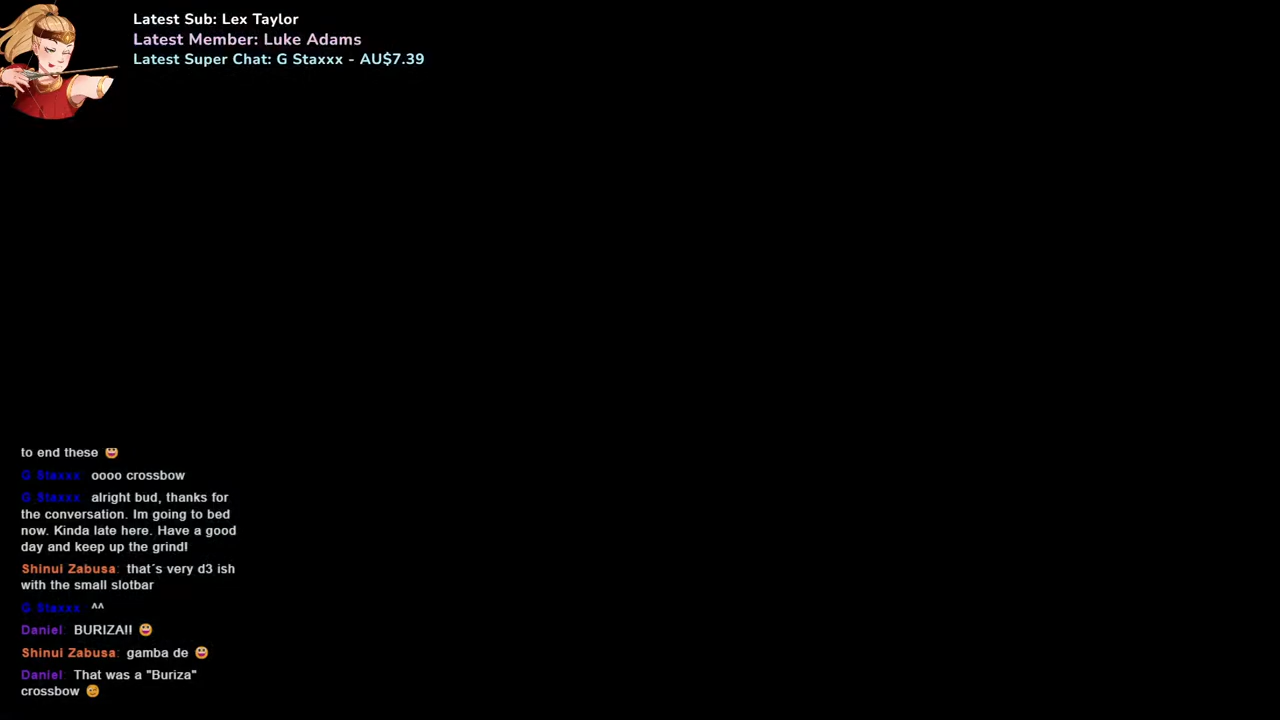 Latest Sub: Lex Taylor
Latest Member: Luke Adams
Latest Super Chat: G Staxxx - AU$7.39
to end these
G Staxxx oooo crossbow
G Staxxx alright bud, thanks for
the conversation. Im going to bed
now. Kinda late here. Have a good
day and keep up the grind!
Shinui Zabusa: that´s very d3 ish
with the small slotbar
G Staxxx ^^
Daniel: BURIZA!!
Shinui Zabusa: gamba de
Daniel: That was a "Buriza"
crossbow